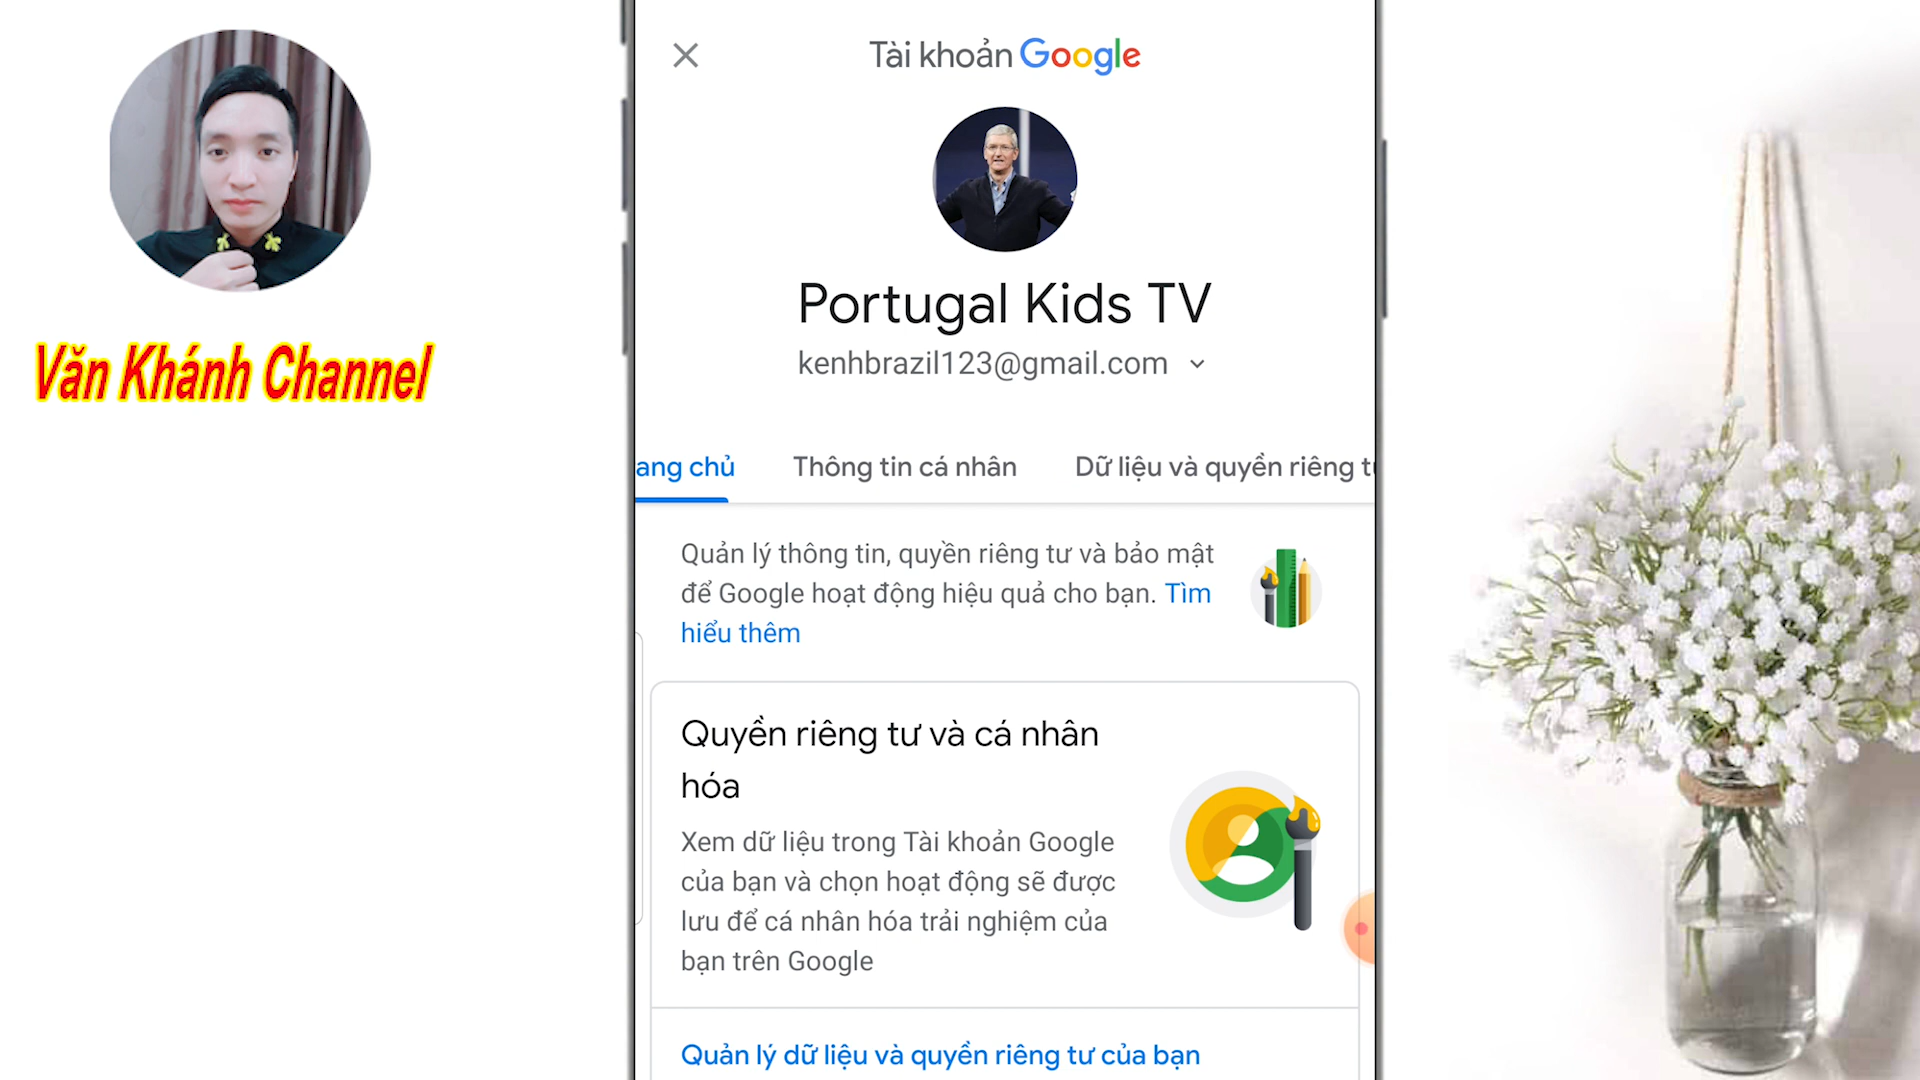 Văn Khánh Channel
Tài khoản Google
Portugal Kids TV
kenhbrazil123@gmail.com
ang chủ Thông tin cá nhân Dữ liệu và quyền riêng tư
Quản lý thông tin, quyền riêng tư và bảo mật
để Google hoạt động hiệu quả cho bạn. Tìm
hiểu thêm
Quyền riêng tư và cá nhân
hóa
Xem dữ liệu trong Tài khoản Google
của bạn và chọn hoạt động sẽ được
lưu để cá nhân hóa trải nghiệm của
bạn trên Google
Quản lý dữ liệu và quyền riêng tư của bạn